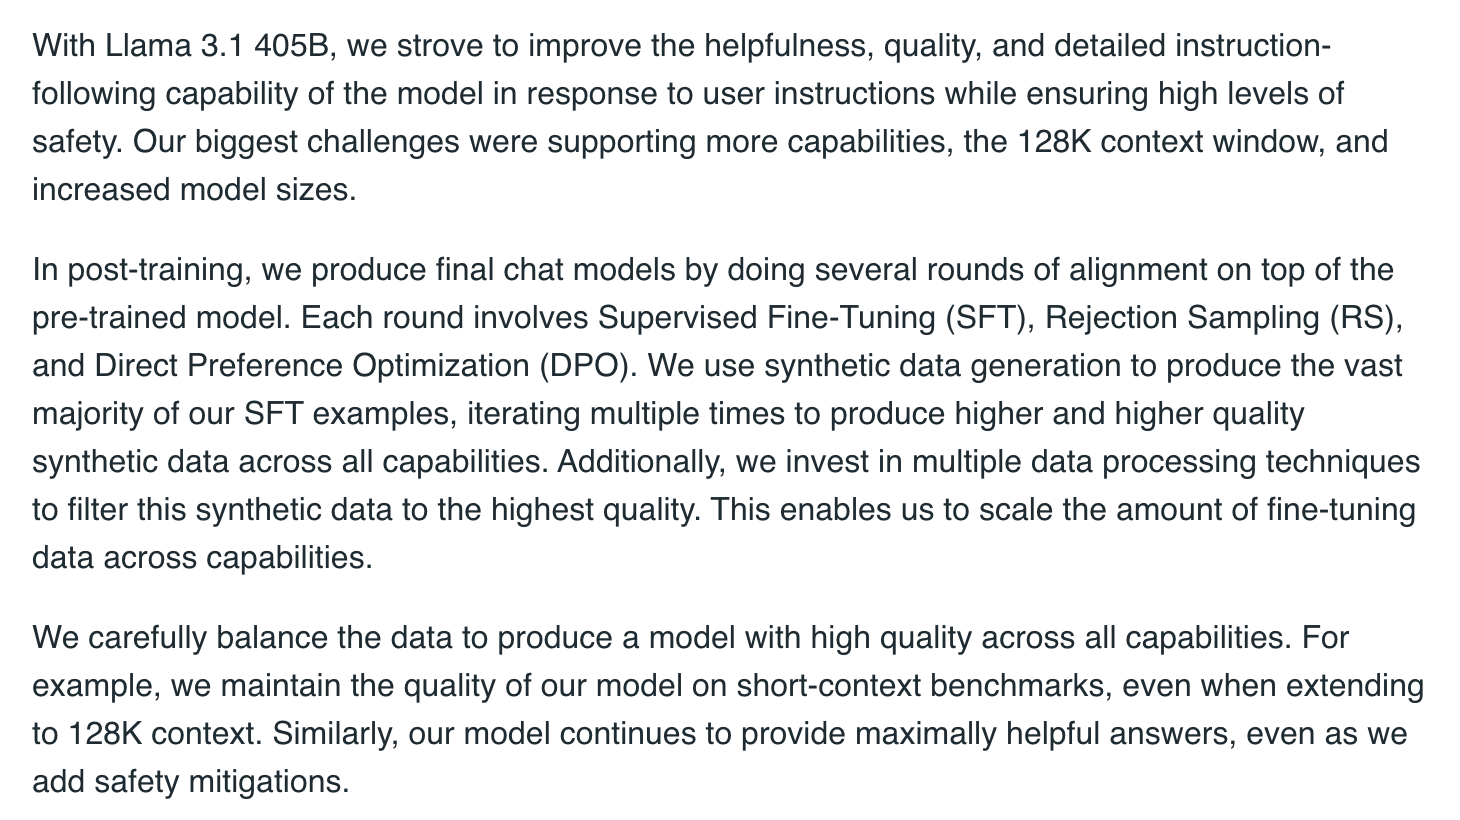 With Llama 3.1 405B, we strove to improve the helpfulness, quality, and detailed instruction-
following capability of the model in response to user instructions while ensuring high levels of
safety. Our biggest challenges were supporting more capabilities, the 128K context window, and
increased model sizes.
In post-training, we produce final chat models by doing several rounds of alignment on top of the
pre-trained model. Each round involves Supervised Fine-Tuning (SFT), Rejection Sampling (RS),
and Direct Preference Optimization (DPO). We use synthetic data generation to produce the vast
majority of our SFT examples, iterating multiple times to produce higher and higher quality
synthetic data across all capabilities. Additionally, we invest in multiple data processing techniques
to filter this synthetic data to the highest quality. This enables us to scale the amount of fine-tuning
data across capabilities.
We carefully balance the data to produce a model with high quality across all capabilities. For
example, we maintain the quality of our model on short-context benchmarks, even when extending
to 128K context. Similarly, our model continues to provide maximally helpful answers, even as we
add safety mitigations.